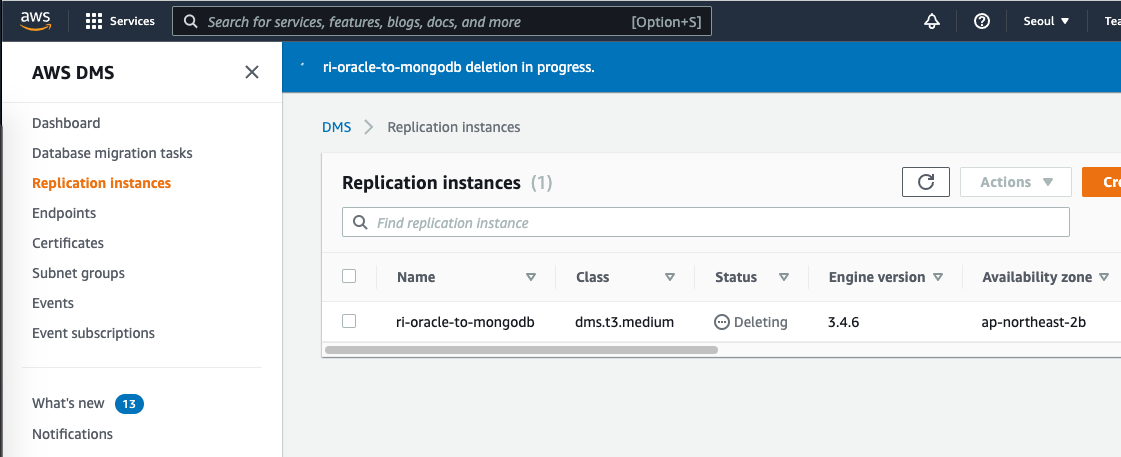 aws Services Search for services, features, blogs, docs, and more [Option+S] Seoul
AWS DMS
ri-oracle-to-mongodb deletion in progress.
Dashboard
Database migration tasks
Replication instances
Endpoints
Certificates
Subnet groups
Events
Event subscriptions
What's new 13
Notifications
DMS Replication instances
Replication instances (1) Actions
Find replication instance
Name Class Status Engine version Availability zone
ri-oracle-to-mongodb dms.t3.medium Deleting 3.4.6 ap-northeast-2b